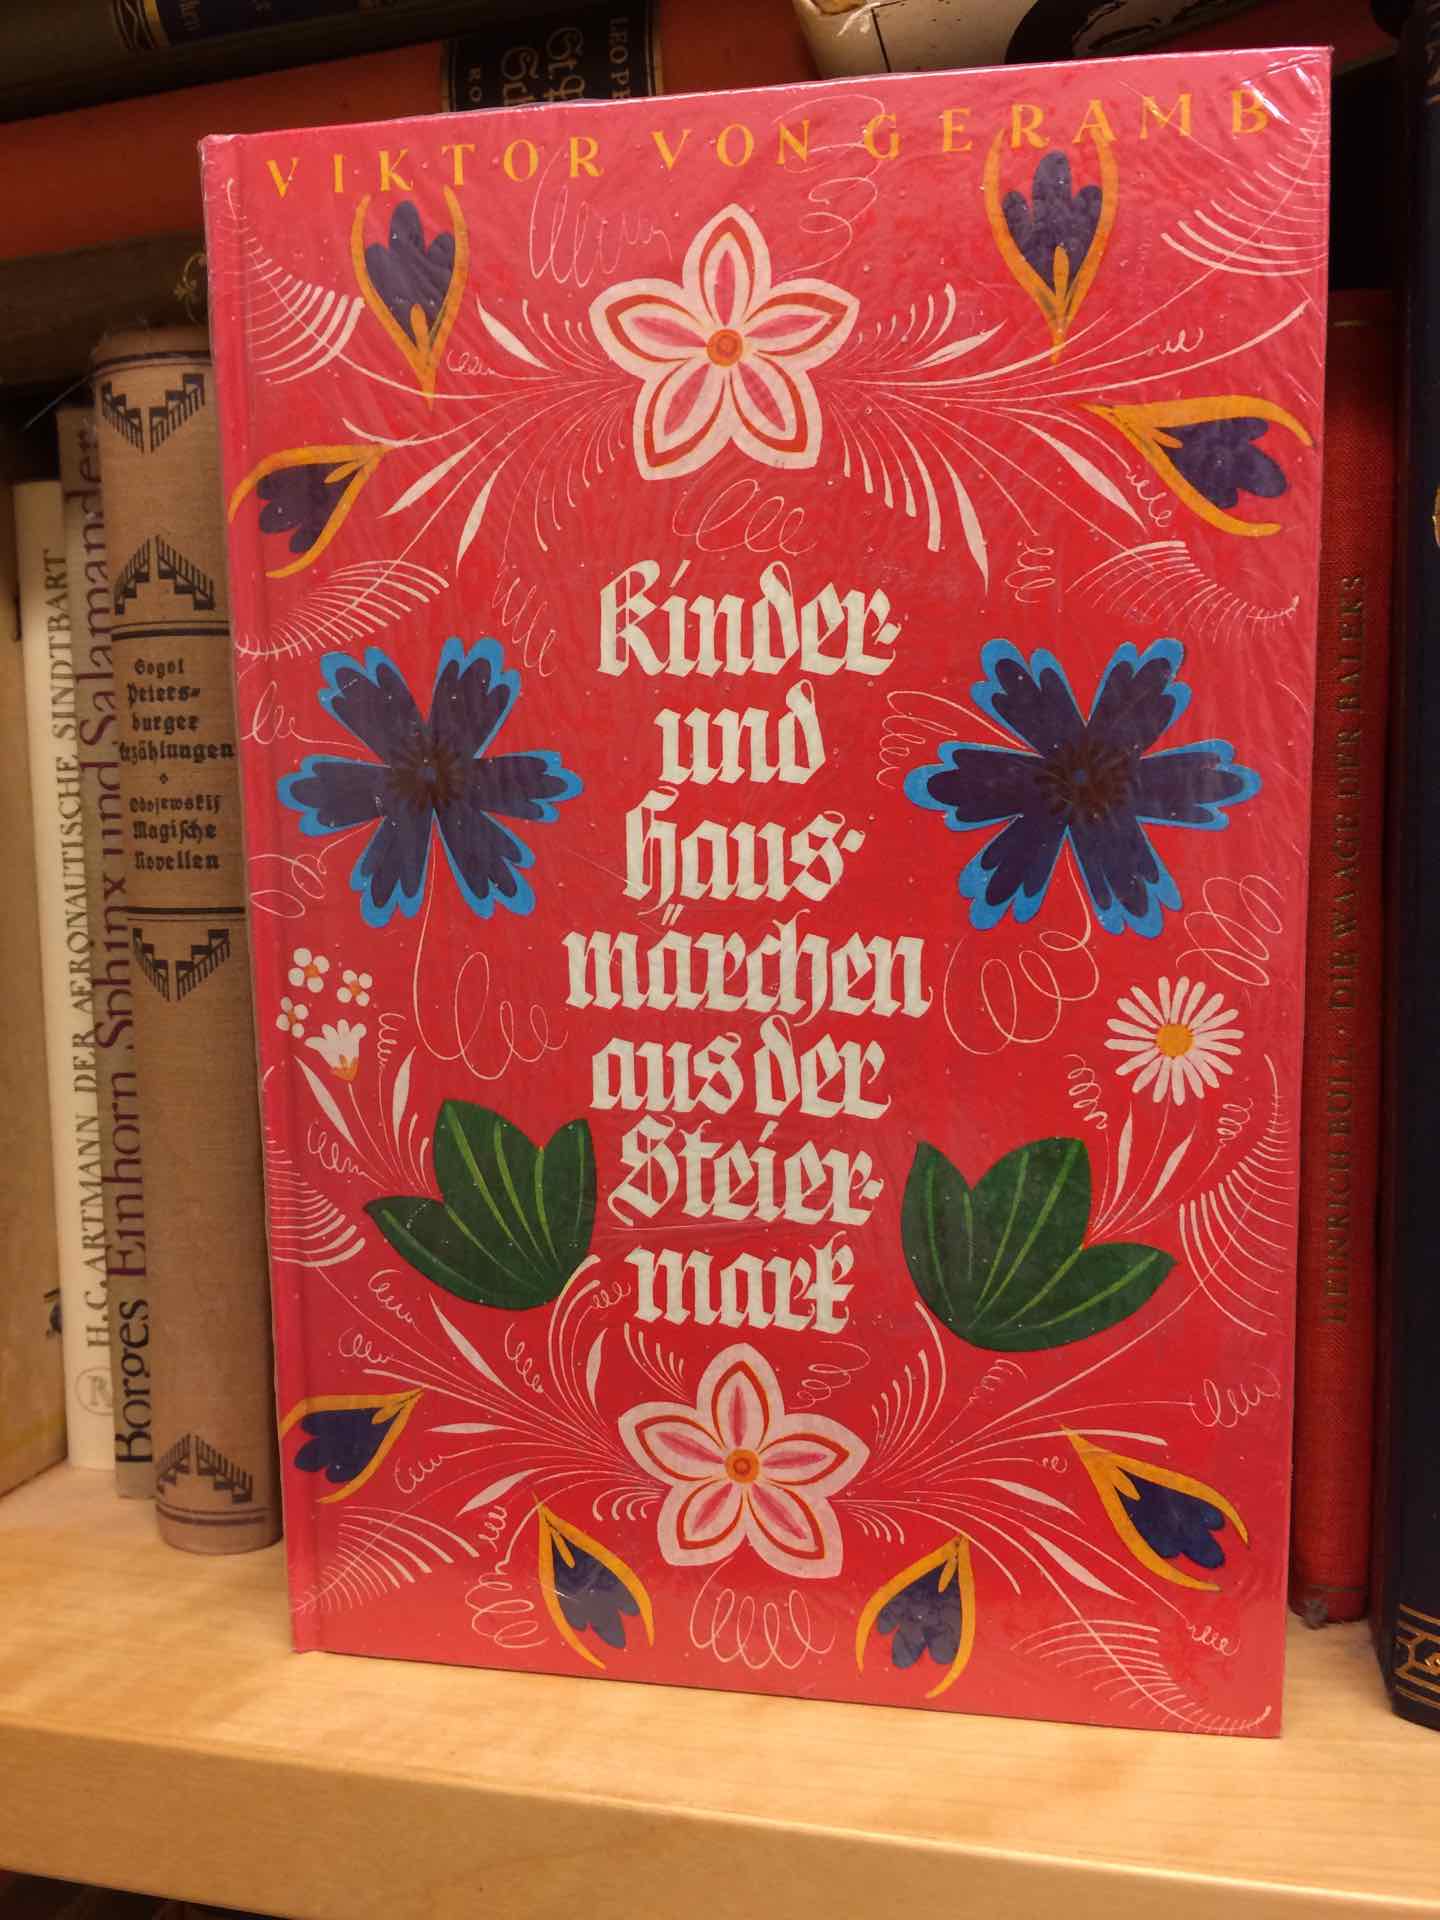 VIKTOR VON GERAMB
Kinder-
und
Haus-
märchen
aus der
Steier-
mark
H.C. ARTMANN DER AERONAUTISCHE SINDTBART
Borges Einhorn Sphinx und Salamander
Gogol
Peters-
burger
Erzählungen
Odojewskij
Magische
Novellen
HEINRICH BÖLL · DIE WAAGE DER BALEKS
LEO P